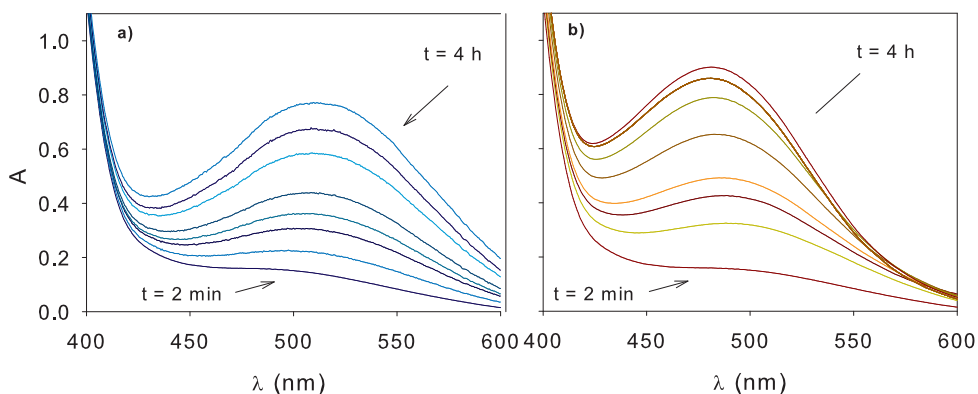 a)
t = 4 h
t = 2 min
A
1.0
0.8
0.6
0.4
0.2
0.0
400 450 500 550 600
λ (nm)
b)
t = 4 h
t = 2 min
400 450 500 550 600
λ (nm)